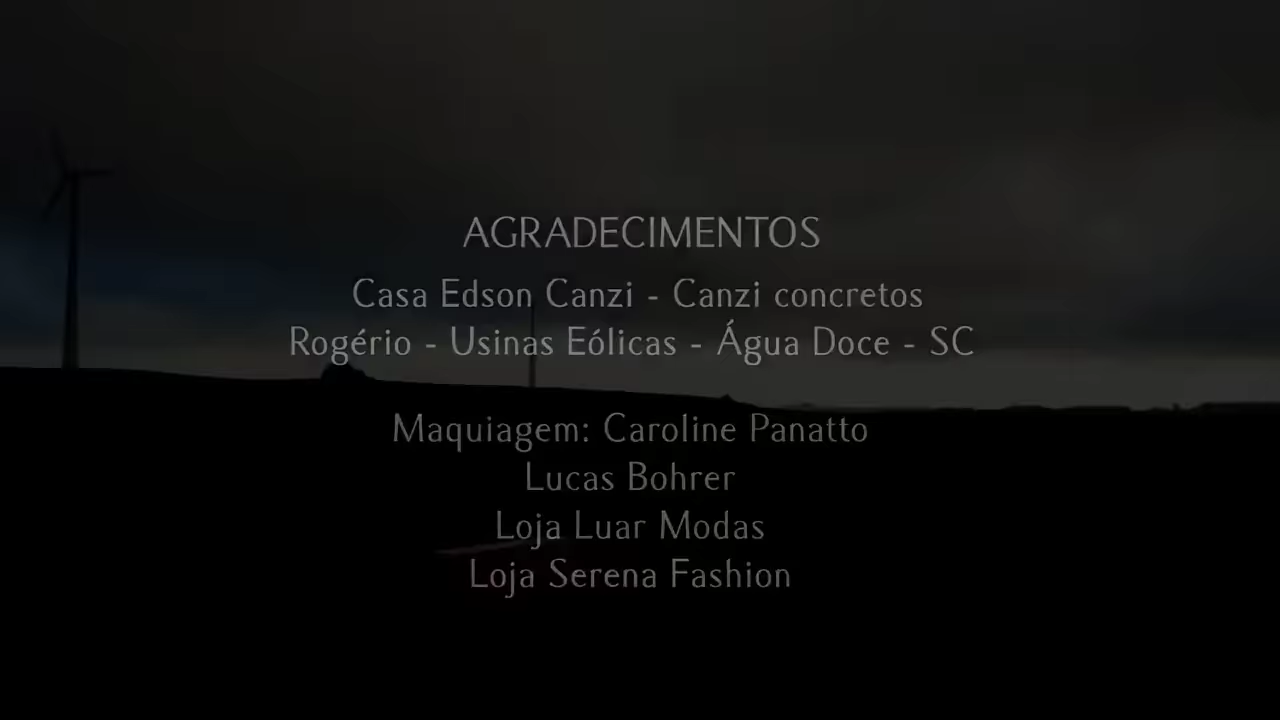 AGRADECIMENTOS
Casa Edson Canzi - Canzi concretos
Rogério - Usinas Eólicas - Água Doce - SC
Maquiagem: Caroline Panatto
Lucas Bohrer
Loja Luar Modas
Loja Serena Fashion